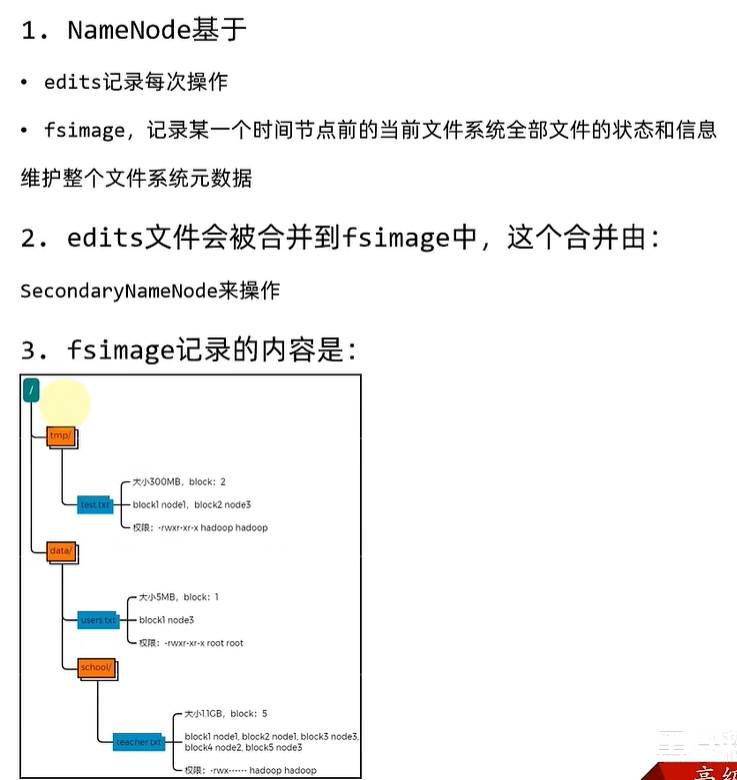 1. NameNode基于
• edits记录每次操作
• fsimage，记录某一个时间节点前的当前文件系统全部文件的状态和信息
维护整个文件系统元数据
2. edits文件会被合并到fsimage中，这个合并由：
SecondaryNameNode来操作
3. fsimage记录的内容是：
/
tmp/
大小300MB，block：2
test.txt
block1 node1，block2 node3
权限：-rwxr-xr-x hadoop hadoop
data/
大小5MB，block：1
users.txt
block1 node3
权限：-rwxr-xr-x root root
school/
大小1.1GB，block：5
teacher.txt
block1 node1, block2 node1, block3 node3,
block4 node2, block5 node3
权限：-rwx------ hadoop hadoop